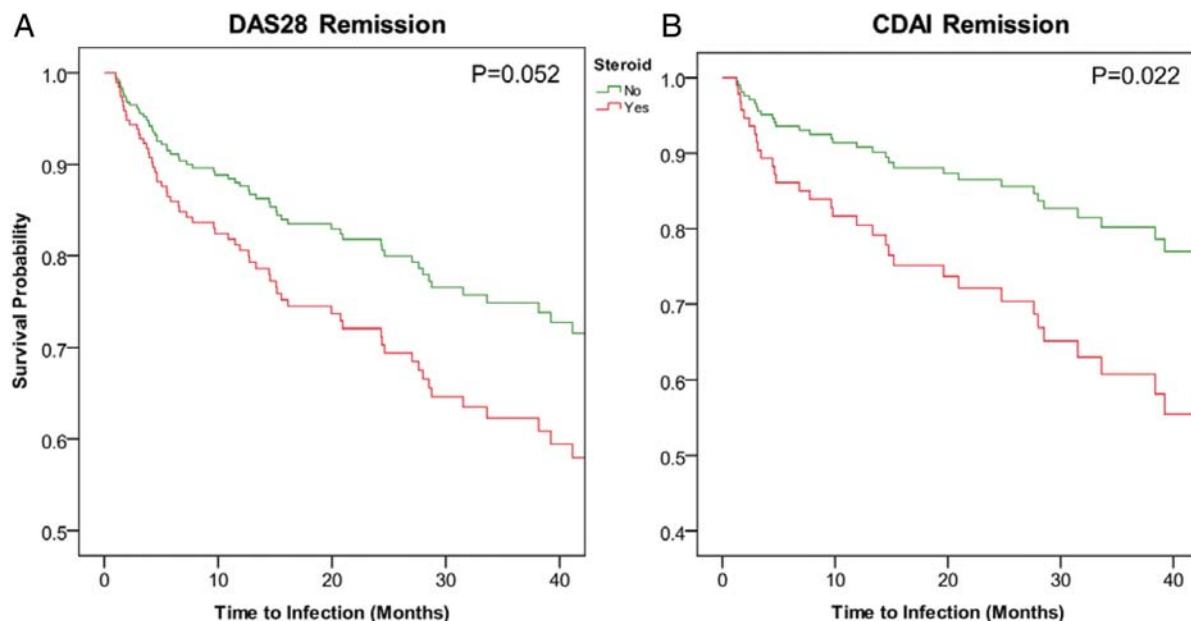 A
DAS28 Remission
P=0.052
Survival Probability
1.0
0.9
0.8
0.7
0.6
0.5
0
10
20
30
40
Time to Infection (Months)
Steroid
No
Yes
B
CDAI Remission
P=0.022
1.0
0.9
0.8
0.7
0.6
0.5
0.4
0
10
20
30
40
Time to Infection (Months)